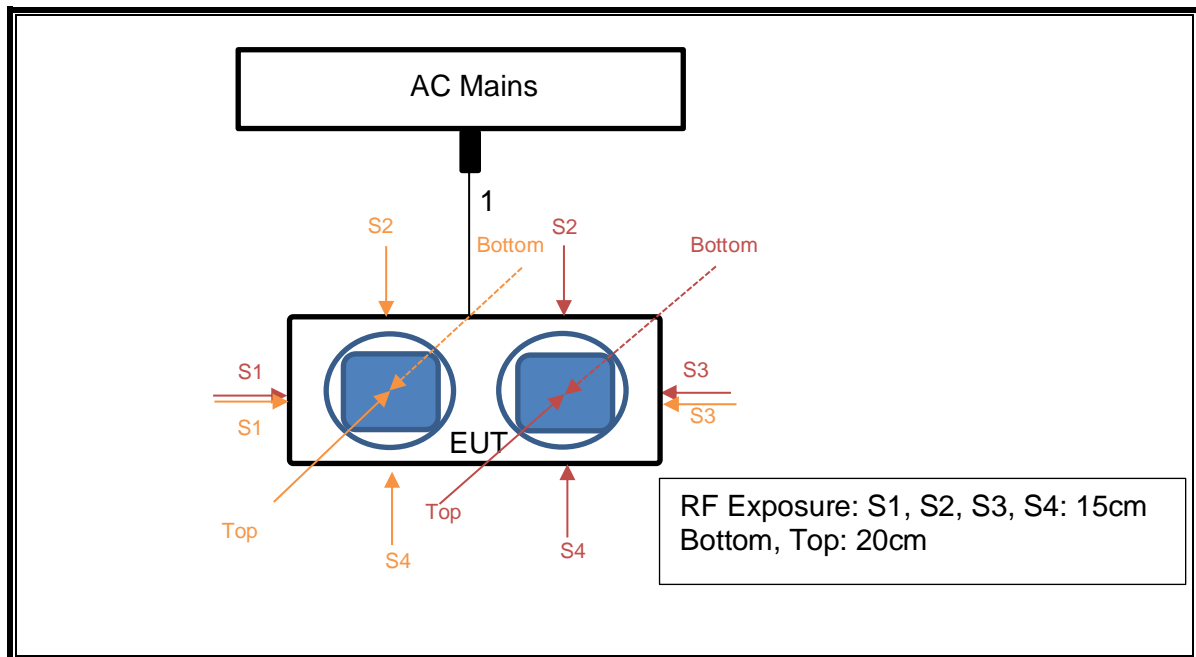 AC Mains
1
S2
S2
Bottom
Bottom
S1
S3
S1
S3
EUT
Top
Top
S4
S4
RF Exposure: S1, S2, S3, S4: 15cm
Bottom, Top: 20cm